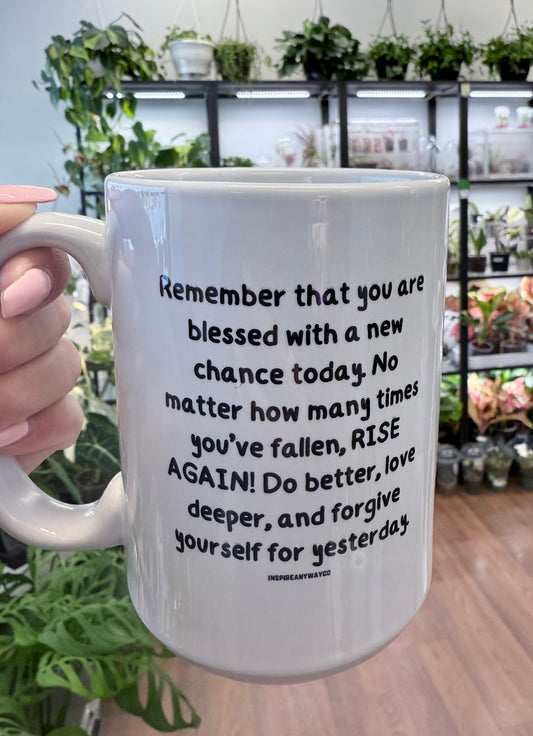 Remember that you are
blessed with a new
chance today. No
matter how many times
you've fallen, RISE
AGAIN! Do better, love
deeper, and forgive
yourself for yesterday.
INSPIREANYWAYCO